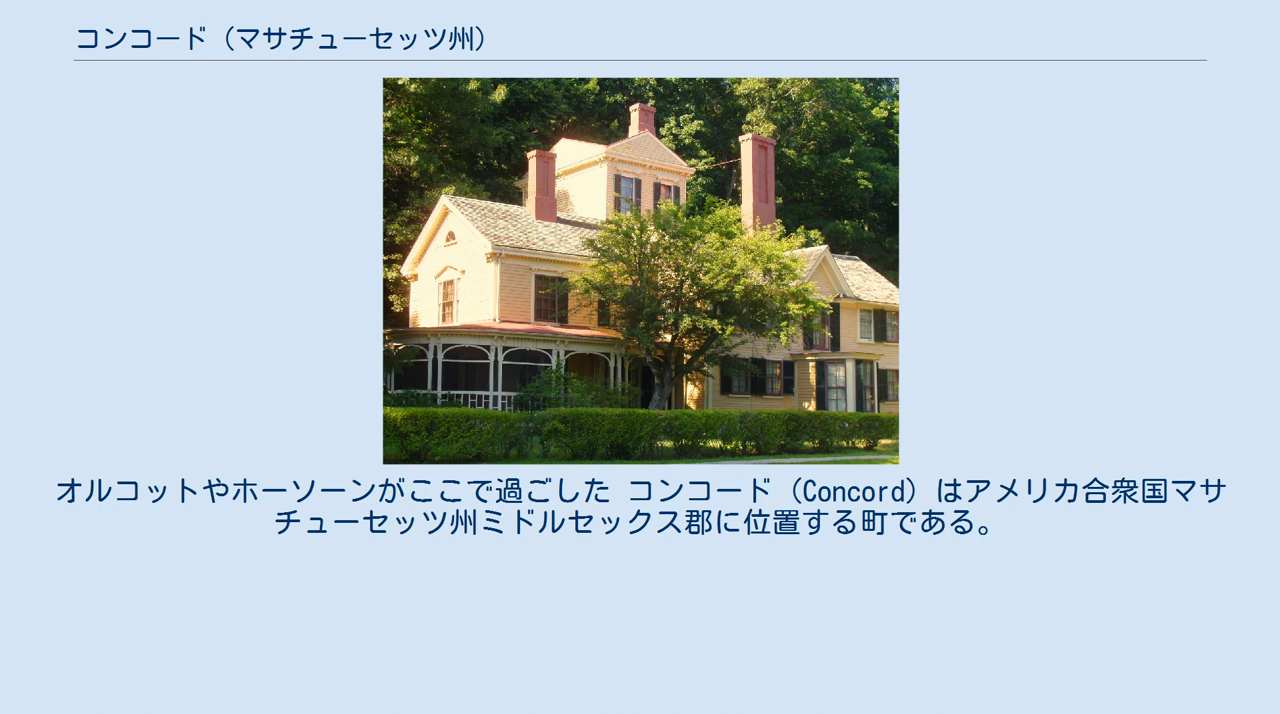 コンコード（マサチューセッツ州）
オルコットやホーソーンがここで過ごした コンコード（Concord）はアメリカ合衆国マサ
チューセッツ州ミドルセックス郡に位置する町である。